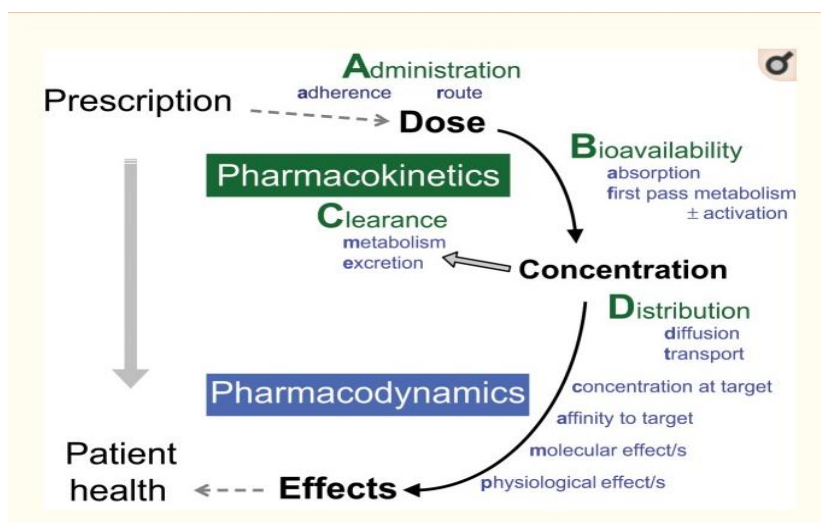 Administration
adherence route
Prescription
Dose
Bioavailability
absorption
first pass metabolism
± activation
Pharmacokinetics
Clearance
metabolism
excretion
Concentration
Distribution
diffusion
transport
Pharmacodynamics
concentration at target
affinity to target
molecular effect/s
physiological effect/s
Patient
health
Effects